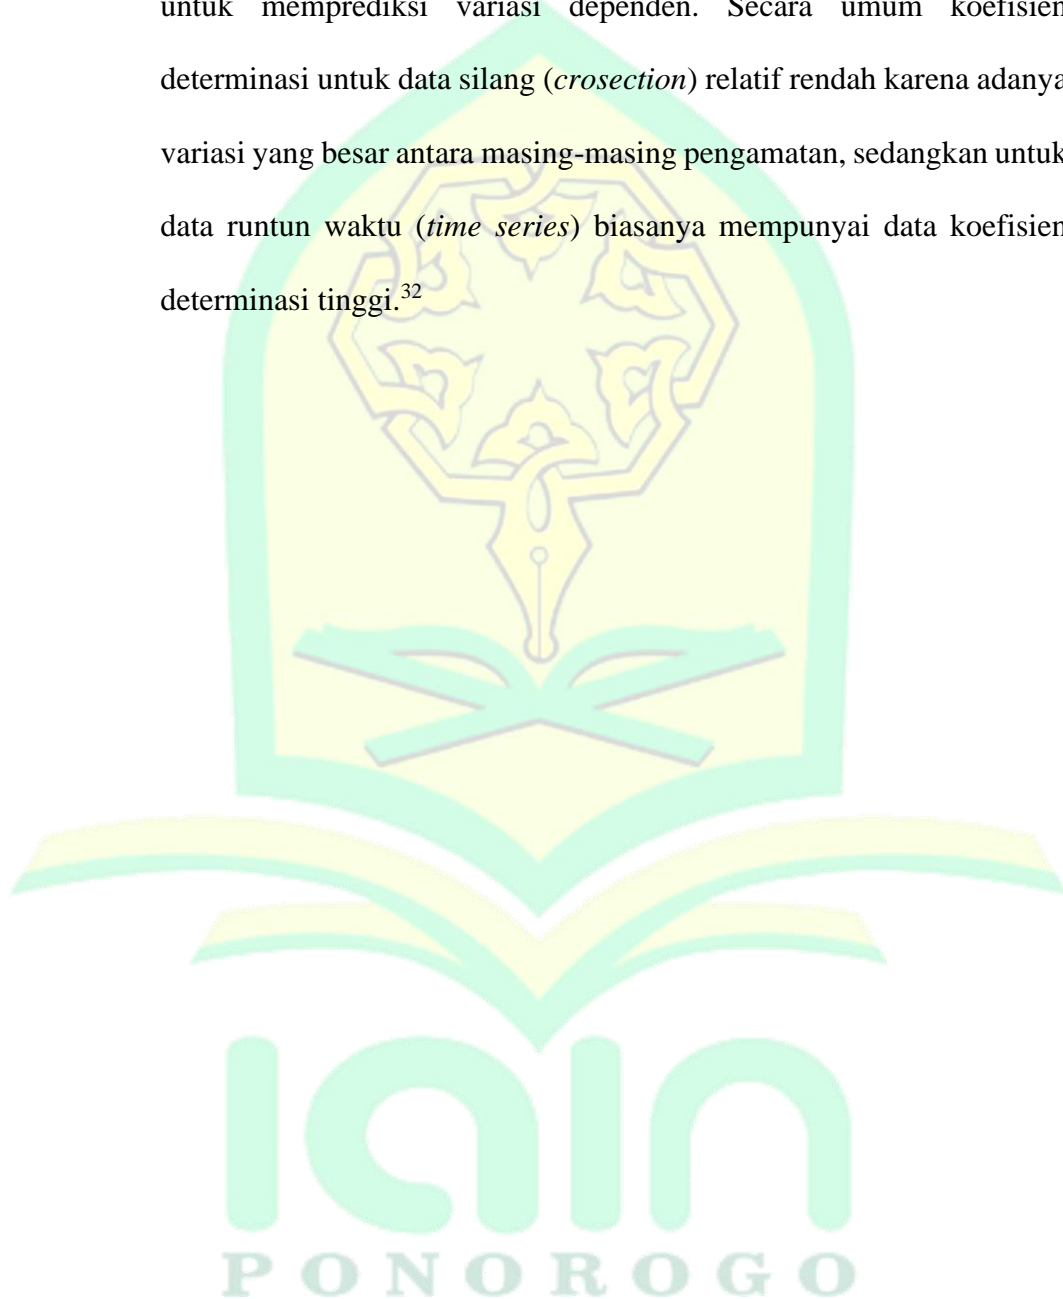 untuk memprediksi variasi dependen. Secara umum koefisien
determinasi untuk data silang (crosection) relatif rendah karena adanya
variasi yang besar antara masing-masing pengamatan, sedangkan untuk
data runtun waktu (time series) biasanya mempunyai data koefisien
determinasi tinggi.32
iain
PONOROGO